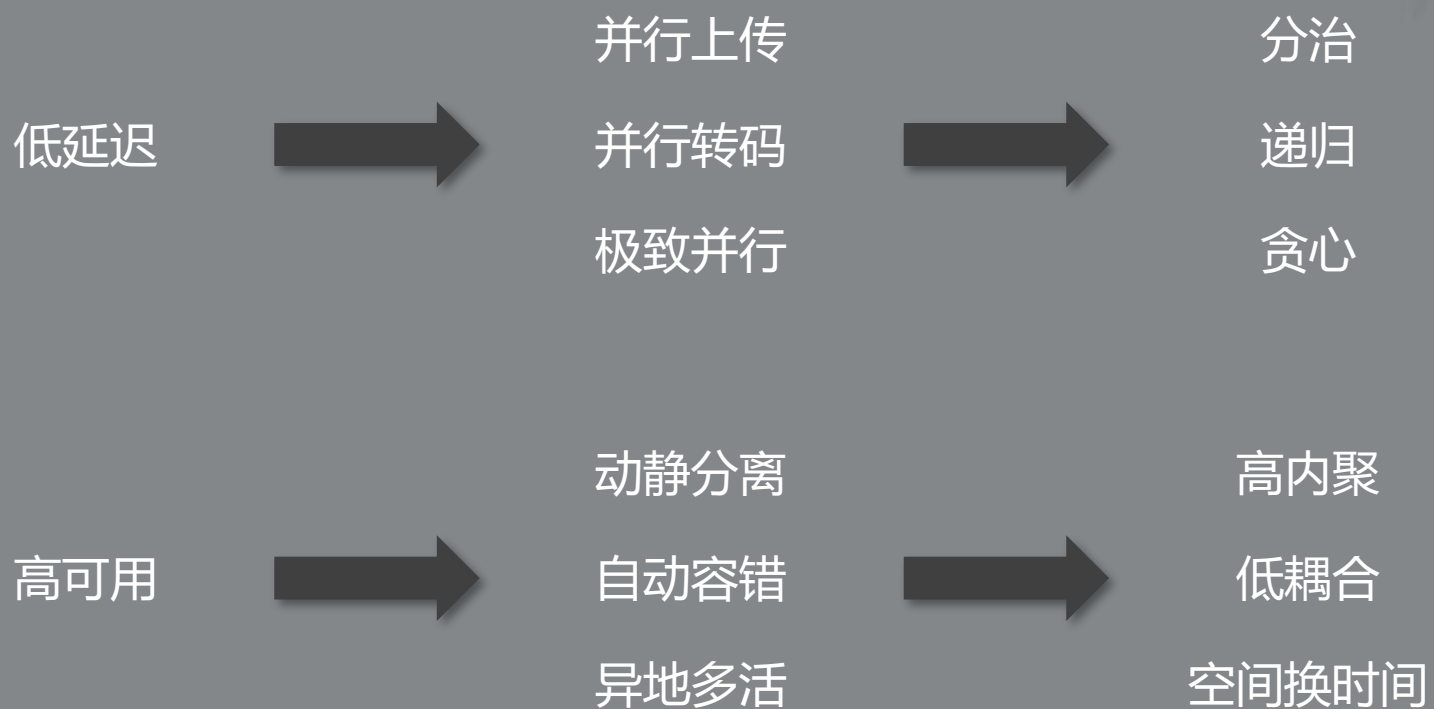 并行上传
分治
低延迟
并行转码
递归
极致并行
贪心
动静分离
高内聚
高可用
自动容错
低耦合
异地多活
空间换时间